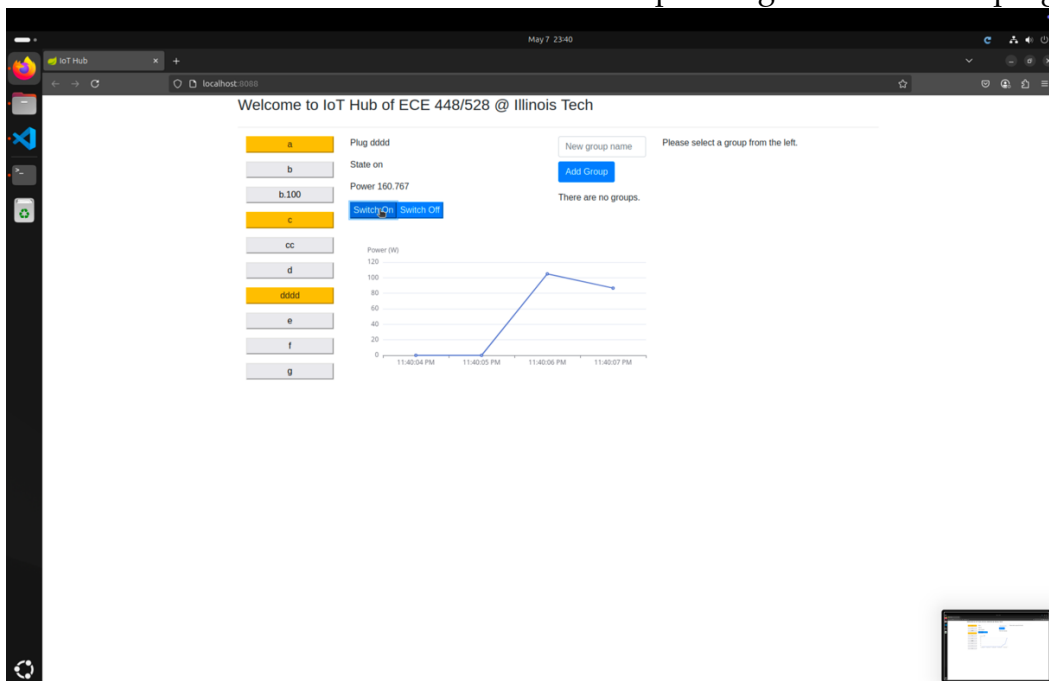 May 7 23:40
IoT Hub
localhost:8088
Welcome to IoT Hub of ECE 448/528 @ Illinois Tech
a
b
b.100
c
cc
d
dddd
e
f
g
Plug dddd
State on
Power 160.767
Switch On Switch Off
Power (W)
120
100
80
60
40
20
0
11:40:04 PM 11:40:05 PM 11:40:06 PM 11:40:07 PM
New group name
Add Group
There are no groups.
Please select a group from the left.